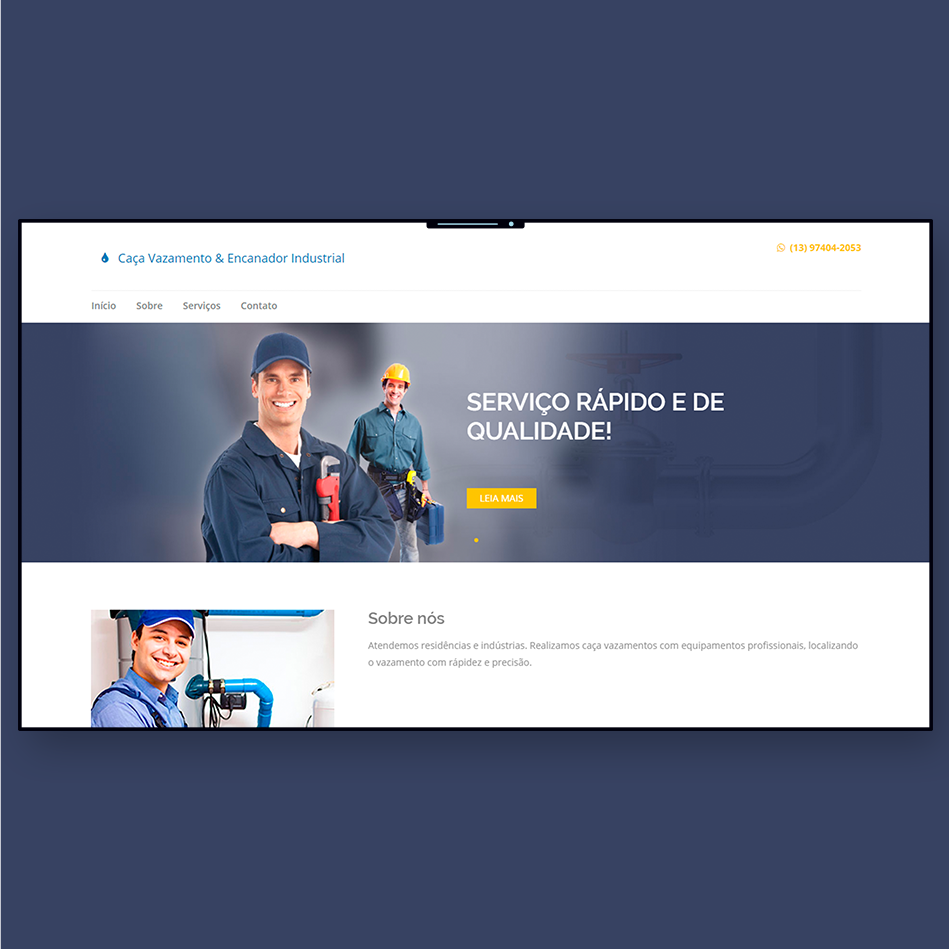 Caça Vazamento & Encanador Industrial
(13) 97404-2053
Início Sobre Serviços Contato
SERVIÇO RÁPIDO E DE
QUALIDADE!
LEIA MAIS
Sobre nós
Atendemos residências e indústrias. Realizamos caça vazamentos com equipamentos profissionais, localizando
o vazamento com rápidez e precisão.